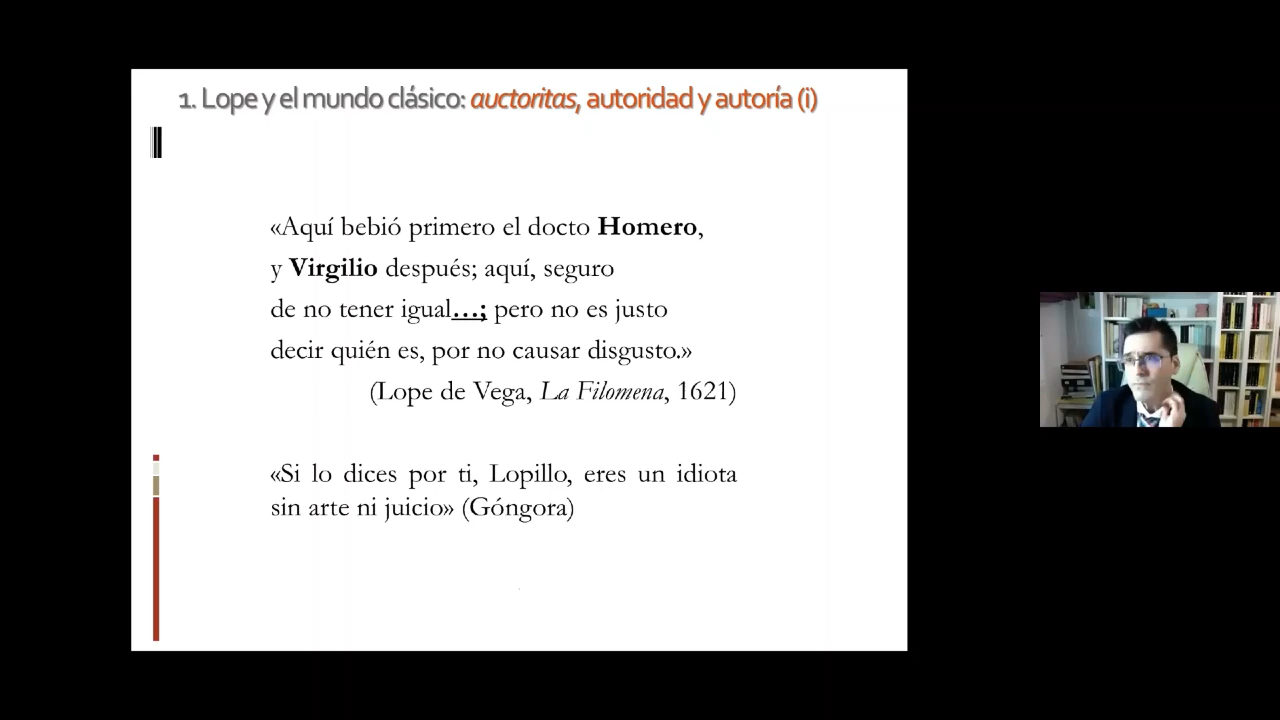 1. Lope y el mundo clásico: auctoritas, autoridad y autoría (i)
«Aquí bebió primero el docto Homero,
y Virgilio después; aquí, seguro
de no tener igual…; pero no es justo
decir quién es, por no causar disgusto.»
(Lope de Vega, La Filomena, 1621)
«Si lo dices por ti, Lopillo, eres un idiota
sin arte ni juicio» (Góngora)